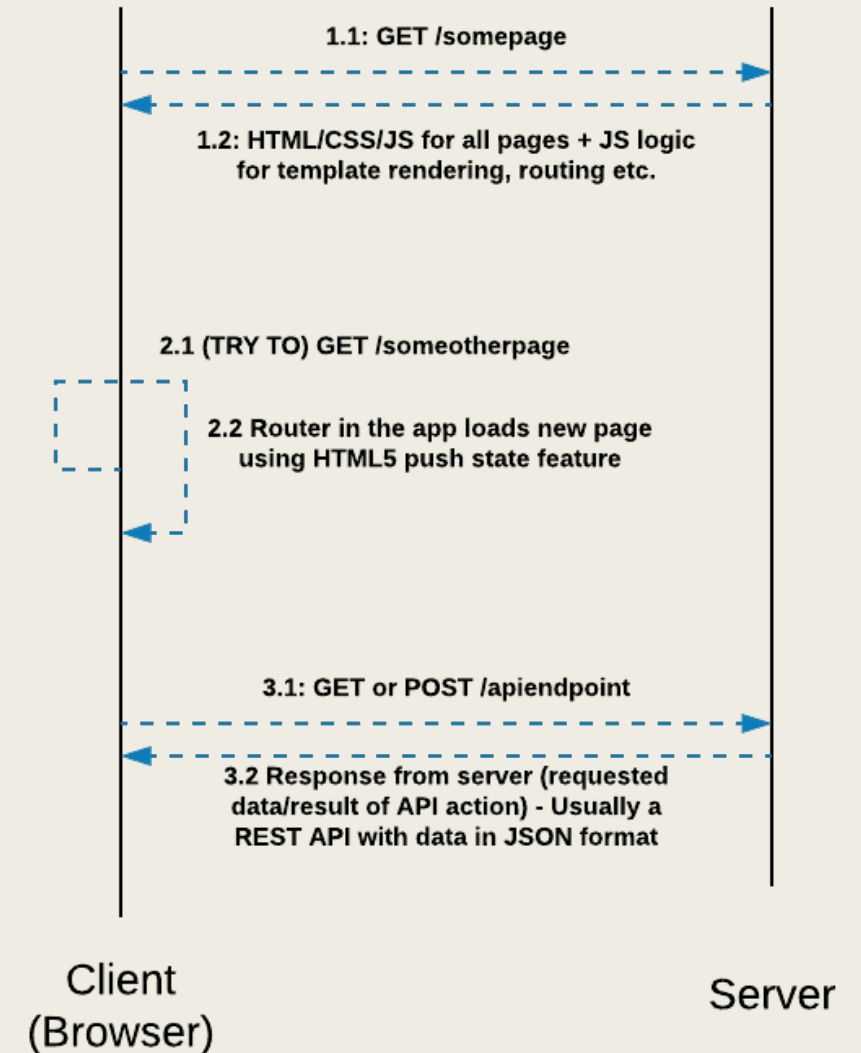 1.1: GET /somepage
1.2: HTML/CSS/JS for all pages + JS logic
for template rendering, routing etc.
2.1 (TRY TO) GET /someotherpage
2.2 Router in the app loads new page
using HTML5 push state feature
3.1: GET or POST /apiendpoint
3.2 Response from server (requested
data/result of API action) - Usually a
REST API with data in JSON format
Client
(Browser)
Server